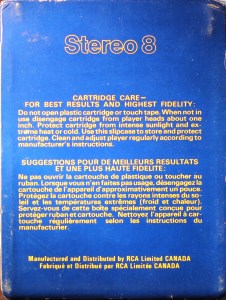 Stereo 8
CARTRIDGE CARE—
FOR BEST RESULTS AND HIGHEST FIDELITY:
Do not open plastic cartridge or touch tape. When not in
use disengage cartridge from player heads about one
inch. Protect cartridge from intense sunlight and ex-
treme heat or cold. Use this slipcase to store and protect
cartridge. Clean and adjust player regularly according to
manufacturer's instructions.
SUGGESTIONS POUR DE MEILLEURS RESULTATS
ET UNE PLUS HAUTE FIDELITE:
Ne pas ouvrir la cartouche de plastique ou toucher au
ruban. Lorsque vous n'en faites pas usage, désengagez la
cartouche de l'appareil d'approximativement un pouce.
Protégez la cartouche contre les rayons intenses du so-
leil et les températures extrêmes (froid et chaleur).
Servez-vous de cette boîte spécialement conçue pour
protéger ruban et cartouche. Nettoyez l'appareil à car-
touche régulièrement selon les instructions du
manufacturier.
Manufactured and Distributed by RCA Limited CANADA
Fabriqué et Distribué par RCA Limitée CANADA